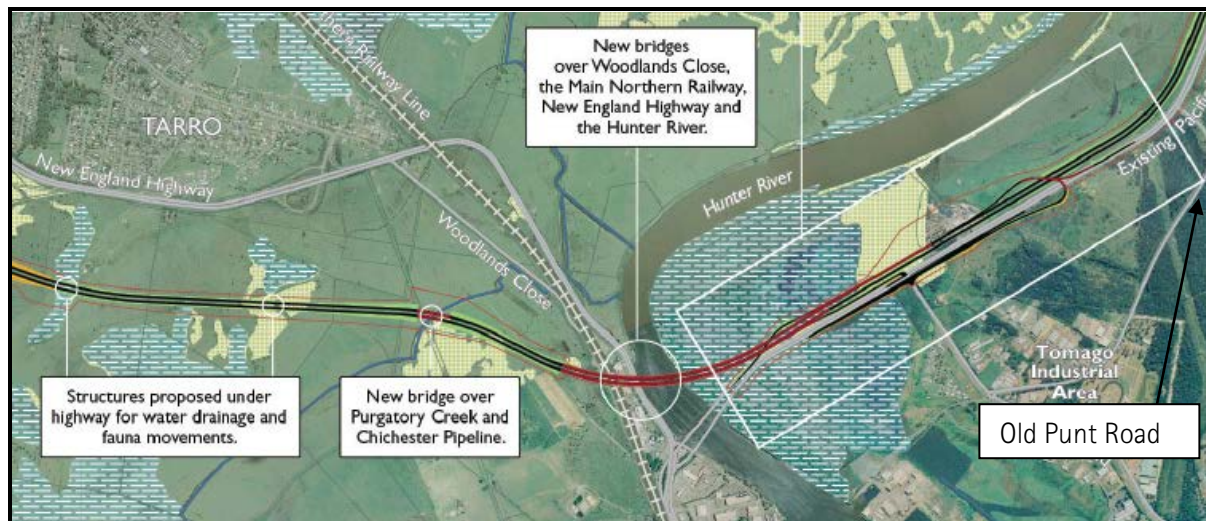 New bridges
over Woodlands Close,
the Main Northern Railway,
New England Highway and
the Hunter River.
Railway Line
TARRO
New England Highway
Woodlands Close
Hunter River
Existing
Structures proposed under
highway for water drainage and
fauna movements.
New bridge over
Purgatory Creek and
Chichester Pipeline.
Tomago
Industrial
Area
Old Punt Road